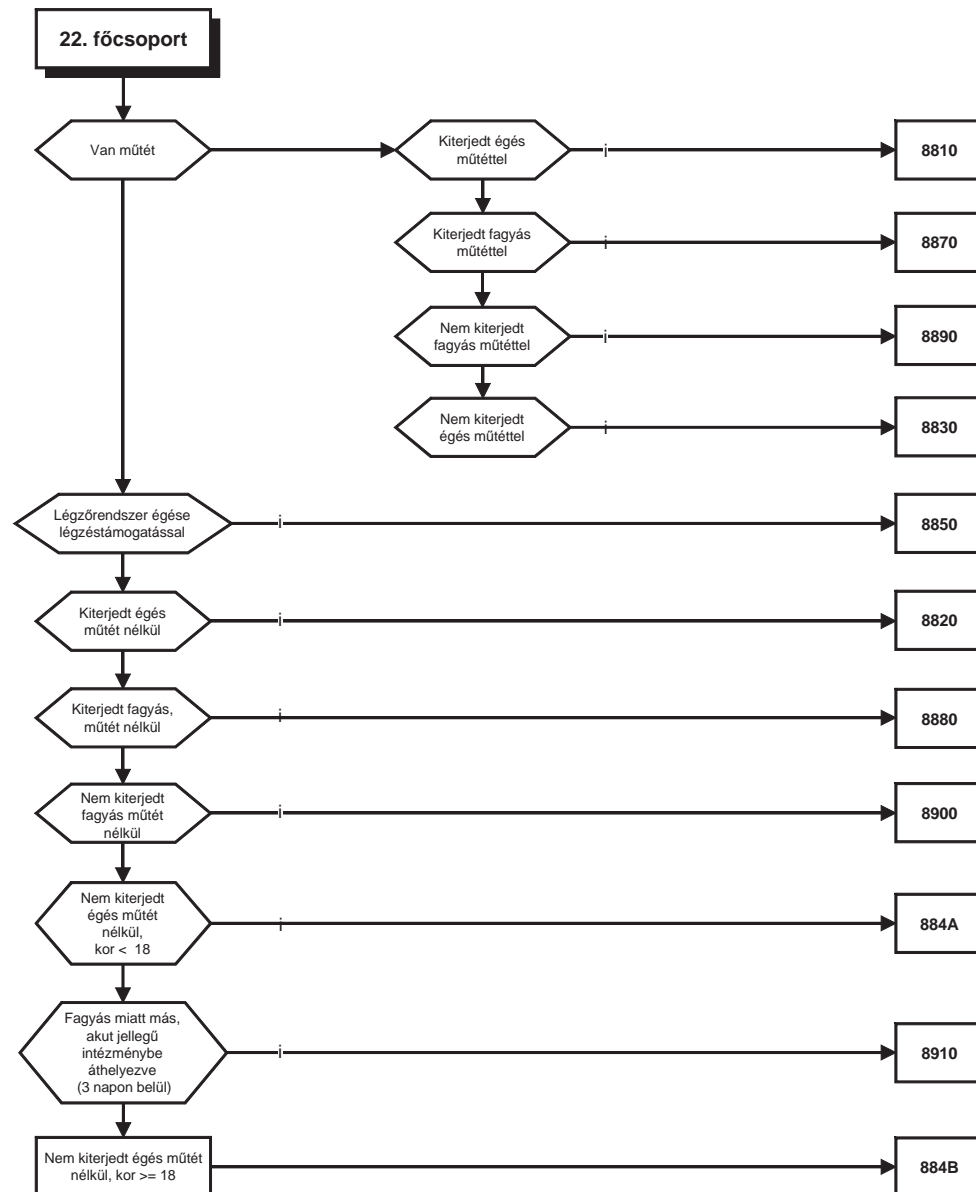 22. főcsoport
Van műtét
Kiterjedt égés
műtéttel
i
8810
Kiterjedt fagyás
műtéttel
i
8870
Nem kiterjedt
fagyás műtéttel
i
8890
Nem kiterjedt
égés műtéttel
i
8830
Légzőrendszer égése
légzéstámogatással
i
8850
Kiterjedt égés
műtét nélkül
i
8820
Kiterjedt fagyás,
műtét nélkül
i
8880
Nem kiterjedt
fagyás műtét
nélkül
i
8900
Nem kiterjedt
égés műtét
nélkül,
kor < 18
i
884A
Fagyás miatt más,
akut jellegű
intézménybe
áthelyezve
(3 napon belül)
i
8910
Nem kiterjedt égés műtét
nélkül, kor >= 18
884B